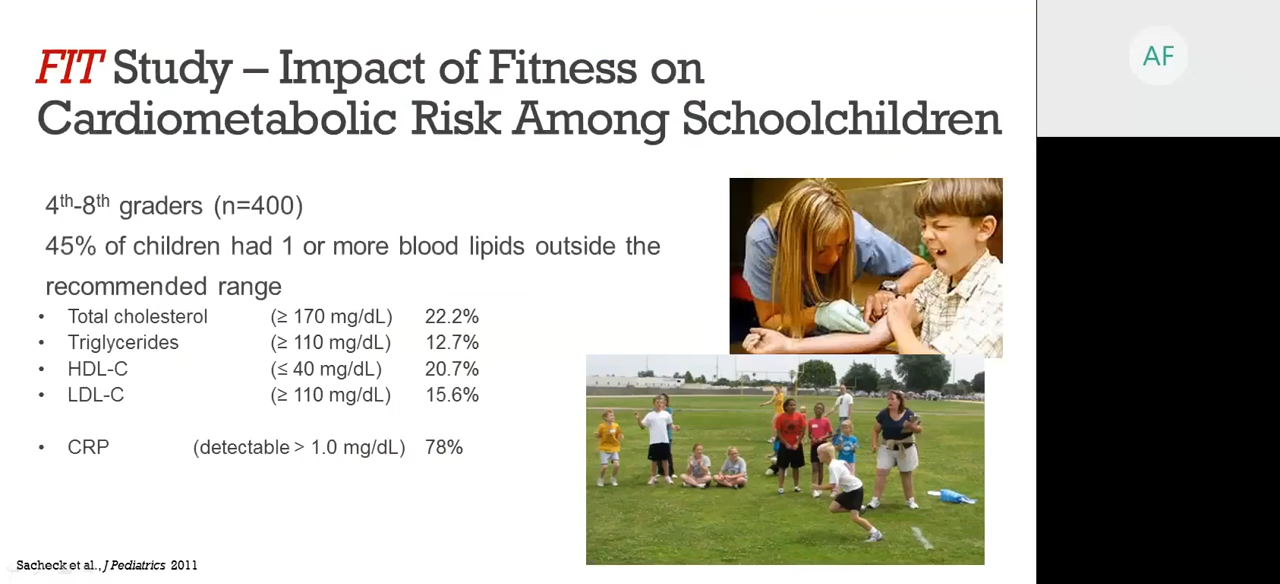 FIT Study – Impact of Fitness on
Cardiometabolic Risk Among Schoolchildren
AF
4th-8th graders (n=400)
45% of children had 1 or more blood lipids outside the
recommended range
• Total cholesterol (≥ 170 mg/dL) 22.2%
• Triglycerides (≥ 110 mg/dL) 12.7%
• HDL-C (≤ 40 mg/dL) 20.7%
• LDL-C (≥ 110 mg/dL) 15.6%
• CRP (detectable > 1.0 mg/dL) 78%
Sacheck et al., J Pediatrics 2011